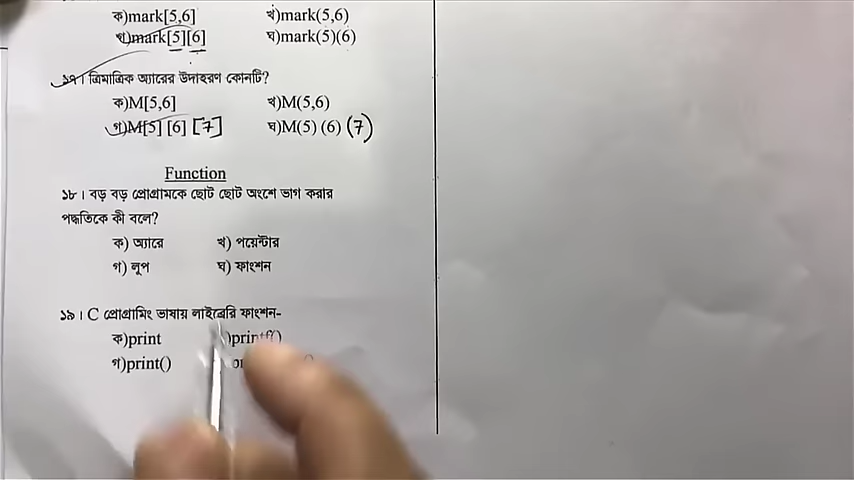 ক)mark[5,6] খ)mark(5,6)
গ)mark[5][6] ঘ)mark(5)(6)
১৭। ত্রিমাত্রিক অ্যারের উদাহরণ কোনটি?
ক)M[5,6] খ)M(5,6)
গ)M[5][6][7] ঘ)M(5)(6)(7)
Function
১৮। বড় বড় প্রোগ্রামকে ছোট ছোট অংশে ভাগ করার
পদ্ধতিকে কী বলে?
ক) অ্যারে খ) পয়েন্টার
গ) লুপ ঘ) ফাংশন
১৯। C প্রোগ্রামিং ভাষায় লাইব্রেরি ফাংশন-
ক)print )printf()
গ)print()